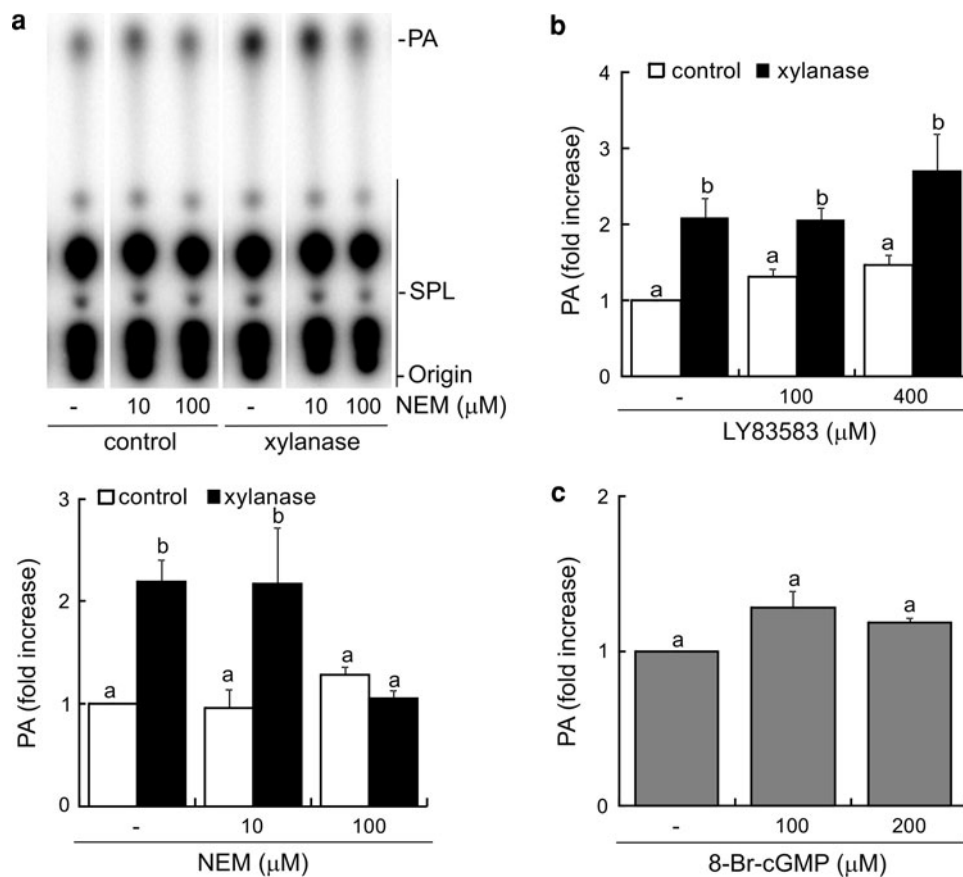 a
-PA
-SPL
-Origin
- 10 100 - 10 100 NEM (μM)
control xylanase
control xylanase
3
2
1
0
PA (fold increase)
a b a b a a
- 10 100
NEM (μM)
b
control xylanase
4
3
2
1
0
PA (fold increase)
a b a b a b
- 100 400
LY83583 (μM)
c
2
1
0
PA (fold increase)
a a a
- 100 200
8-Br-cGMP (μM)